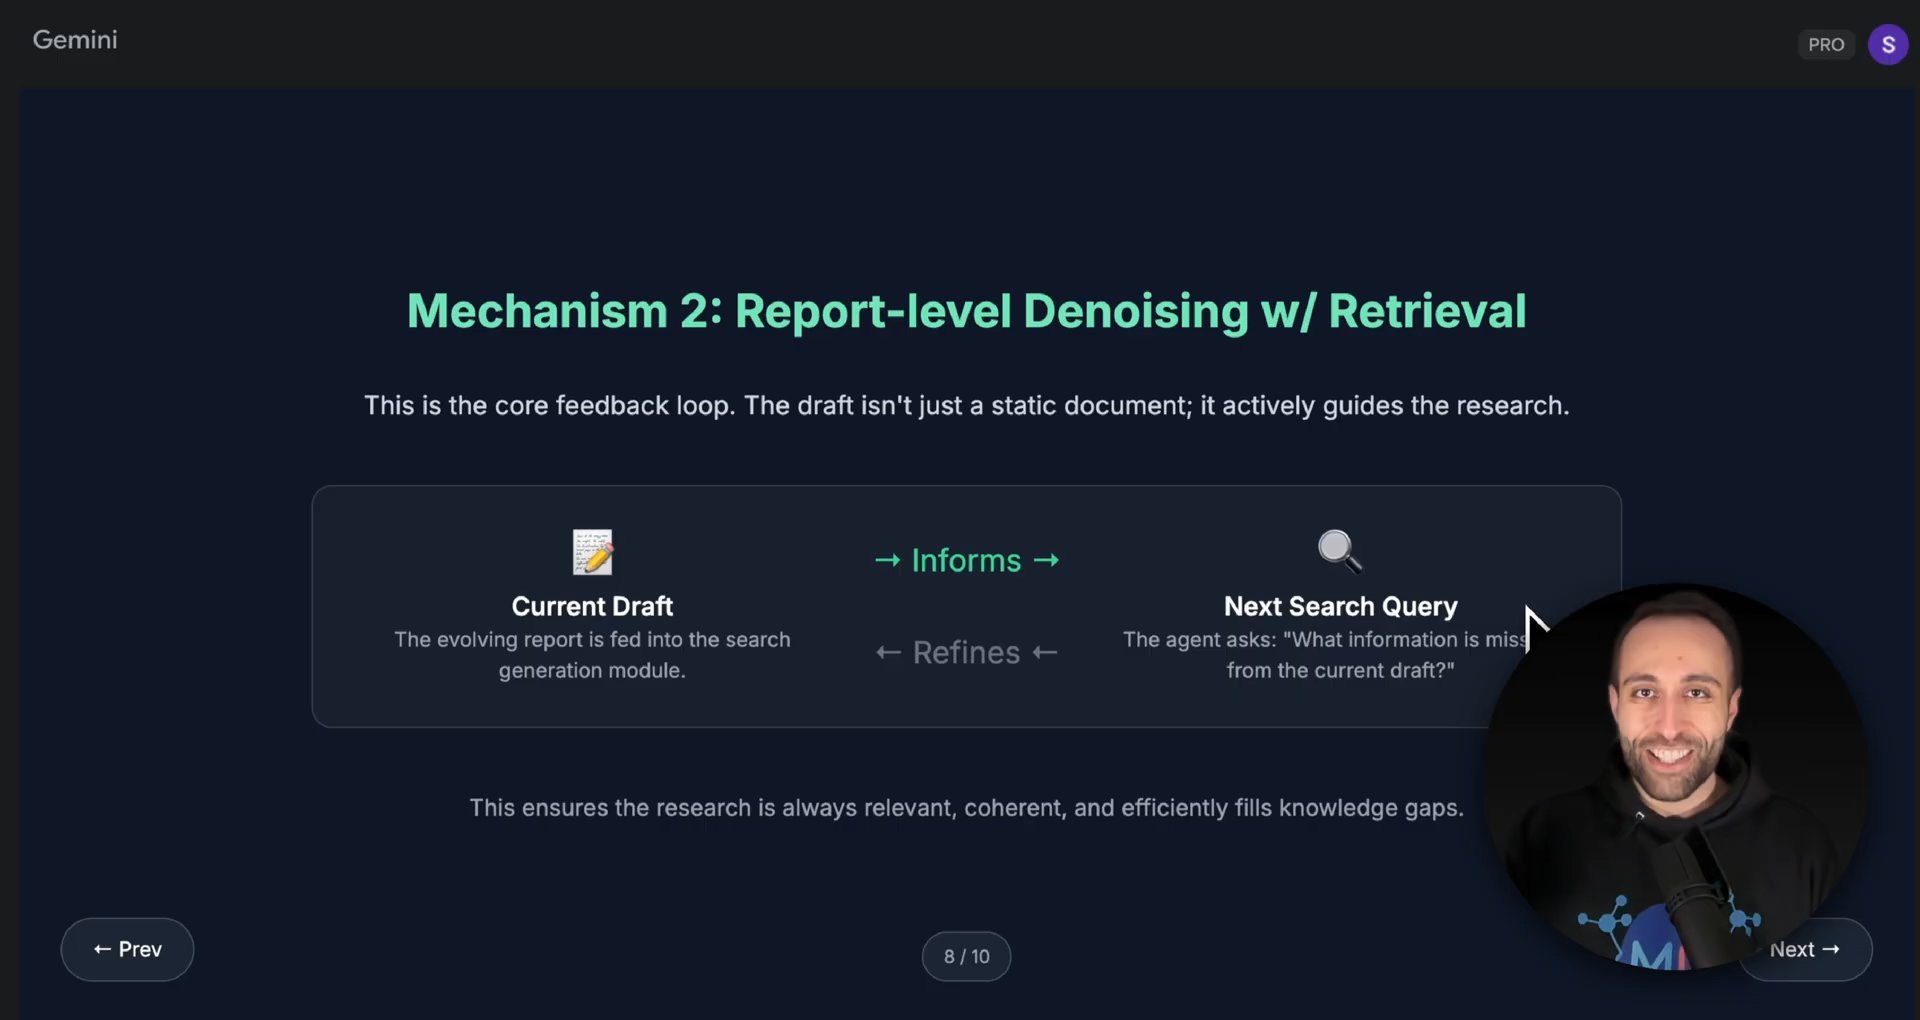 Gemini
PRO
S
Mechanism 2: Report-level Denoising w/ Retrieval
This is the core feedback loop. The draft isn't just a static document; it actively guides the research.
→ Informs →
Current Draft
The evolving report is fed into the search
generation module.
← Refines ←
Next Search Query
The agent asks: "What information is
from the current draft?"
This ensures the research is always relevant, coherent, and efficiently fills knowledge gaps.
← Prev
8 / 10
Next →